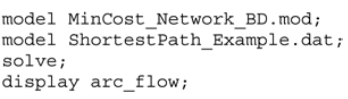 model MinCost_Network_BD.mod;
model ShortestPath_Example.dat;
solve;
display arc_flow;